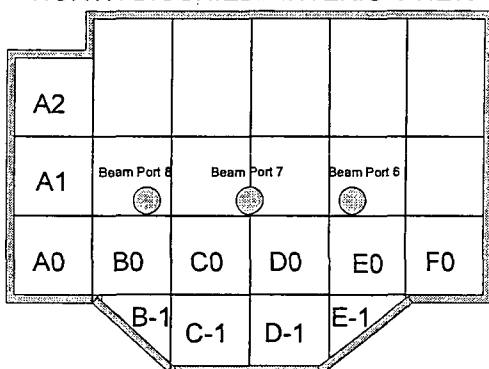 A2
A1
Beam Port 8
Beam Port 7
Beam Port 6
A0 B0 C0 D0 E0 F0
B-1 C-1 D-1 E-1